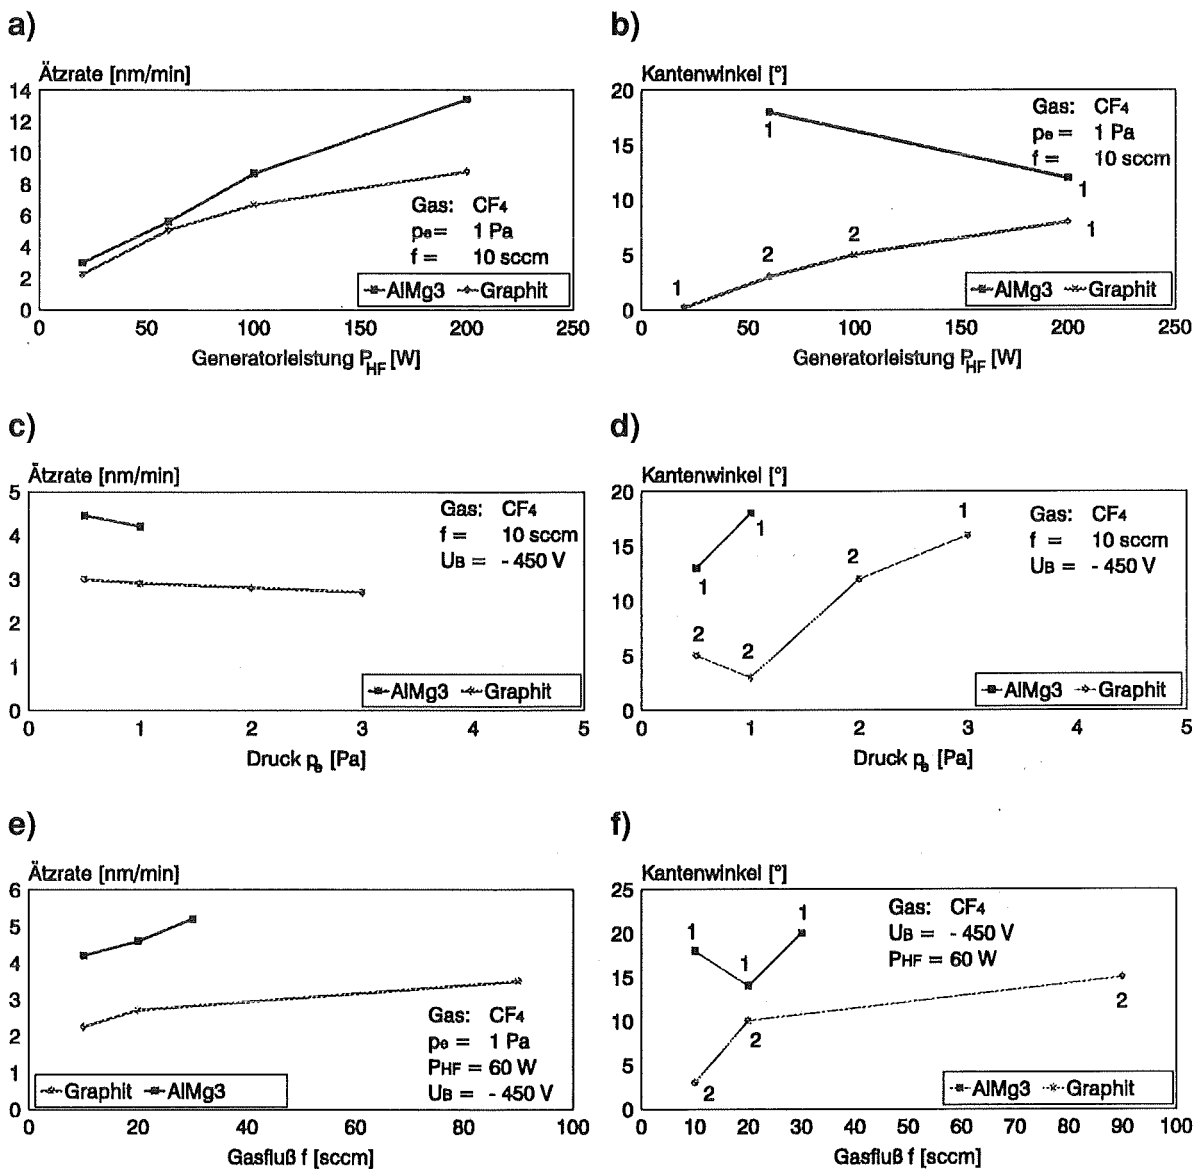 a)
Ätzrate [nm/min]
14
12
10
8
6
4
2
0
0 50 100 150 200 250
Generatorleistung PHF [W]
Gas: CF4
pe = 1 Pa
f = 10 sccm
AlMg3 Graphit
b)
Kantenwinkel [°]
20
15
10
5
0
0 50 100 150 200 250
Generatorleistung PHF [W]
Gas: CF4
pe = 1 Pa
f = 10 sccm
1
1
1
2
2
1
AlMg3 Graphit
c)
Ätzrate [nm/min]
5
4
3
2
1
0
0 1 2 3 4 5
Druck pe [Pa]
Gas: CF4
f = 10 sccm
UB = - 450 V
AlMg3 Graphit
d)
Kantenwinkel [°]
20
15
10
5
0
0 1 2 3 4 5
Druck pe [Pa]
Gas: CF4
f = 10 sccm
UB = - 450 V
1
1
2
2
2
1
AlMg3 Graphit
e)
Ätzrate [nm/min]
6
5
4
3
2
1
0
0 20 40 60 80 100
Gasfluß f [sccm]
Gas: CF4
pe = 1 Pa
PHF = 60 W
UB = - 450 V
Graphit AlMg3
f)
Kantenwinkel [°]
25
20
15
10
5
0
0 10 20 30 40 50 60 70 80 90 100
Gasfluß f [sccm]
Gas: CF4
UB = - 450 V
PHF = 60 W
1
1
1
2
2
2
AlMg3 Graphit